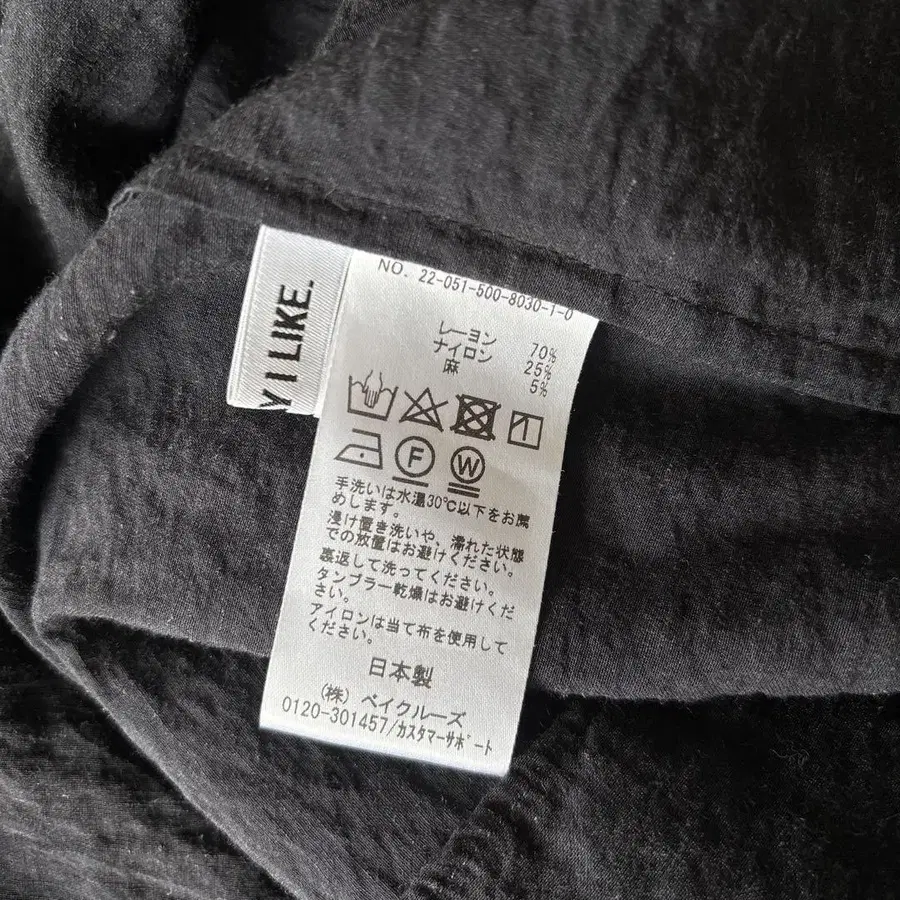 Y I LIKE.
NO. 22-051-500-8030-1-0
レーヨン 70%
ナイロン 25%
麻 5%
F W
手洗いは水温30℃以下をお薦
めします。
浸け置き洗いや、濡れた状態
での放置はお避けください。
裏返して洗ってください。
タンブラー乾燥はお避けくだ
さい。
アイロンは当て布を使用して
ください。
日本製
(株) ベイクルーズ
0120-301457/カスタマーサポート